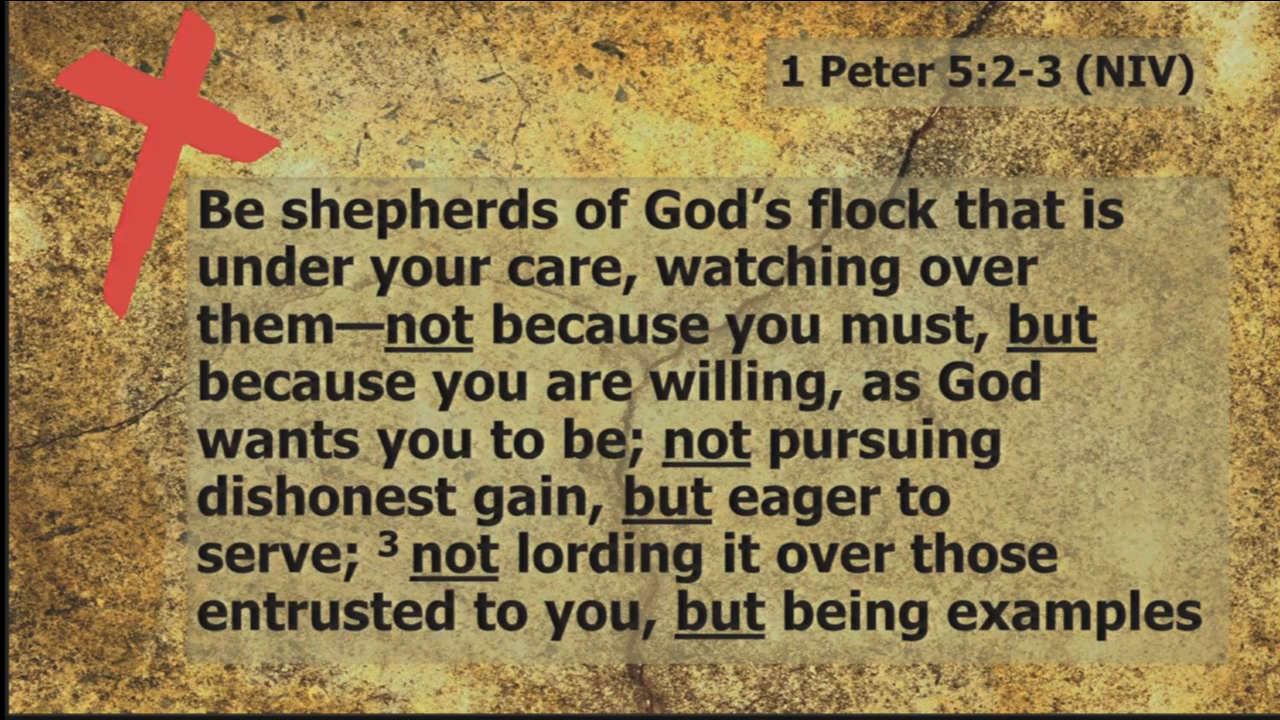 1 Peter 5:2-3 (NIV)
Be shepherds of God’s flock that is
under your care, watching over
them—not because you must, but
because you are willing, as God
wants you to be; not pursuing
dishonest gain, but eager to
serve; ³ not lording it over those
entrusted to you, but being examples